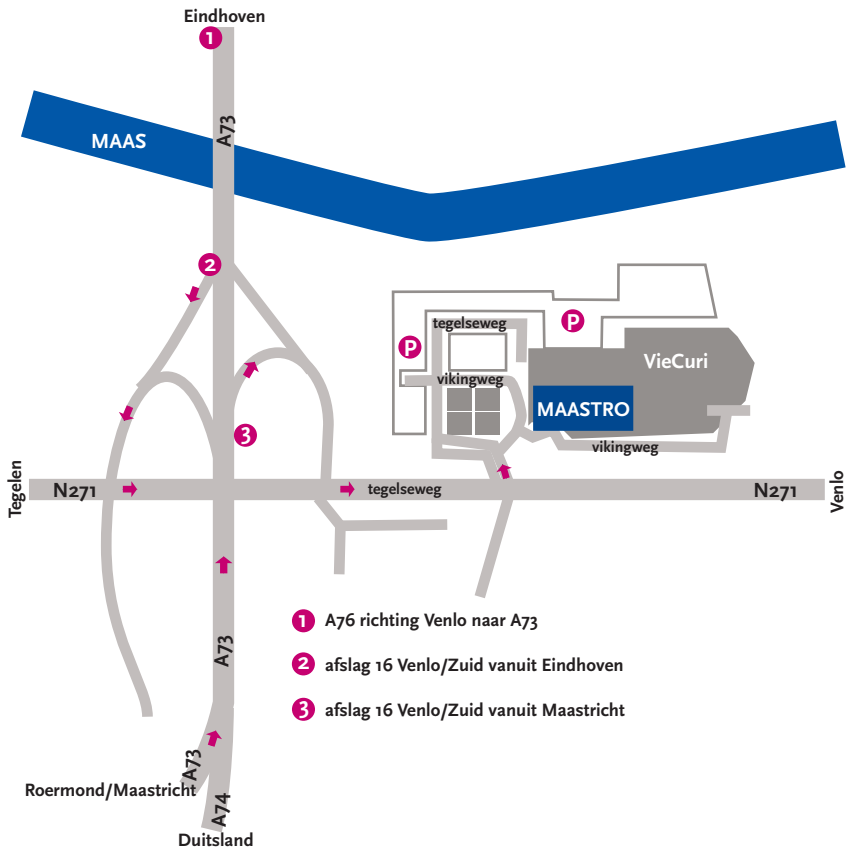 Eindhoven
1
A73
MAAS
2
tegelseweg
P
P
VieCuri
vikingweg
MAASTRO
3
vikingweg
Tegelen
N271
tegelseweg
N271
Venlo
1 A76 richting Venlo naar A73
A73
2 afslag 16 Venlo/Zuid vanuit Eindhoven
3 afslag 16 Venlo/Zuid vanuit Maastricht
A73
Roermond/Maastricht
A74
Duitsland